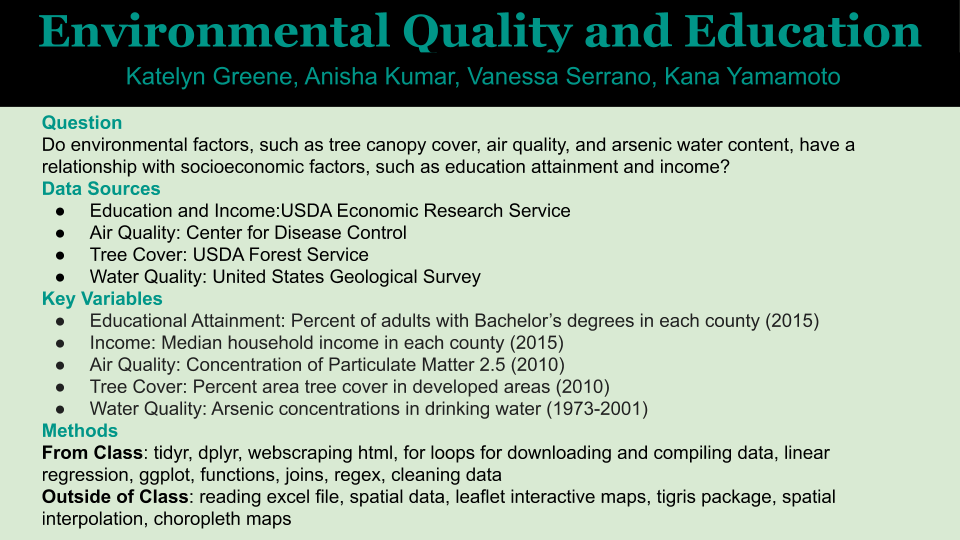 Environmental Quality and Education
Katelyn Greene, Anisha Kumar, Vanessa Serrano, Kana Yamamoto
Question
Do environmental factors, such as tree canopy cover, air quality, and arsenic water content, have a
relationship with socioeconomic factors, such as education attainment and income?
Data Sources
● Education and Income:USDA Economic Research Service
● Air Quality: Center for Disease Control
● Tree Cover: USDA Forest Service
● Water Quality: United States Geological Survey
Key Variables
● Educational Attainment: Percent of adults with Bachelor’s degrees in each county (2015)
● Income: Median household income in each county (2015)
● Air Quality: Concentration of Particulate Matter 2.5 (2010)
● Tree Cover: Percent area tree cover in developed areas (2010)
● Water Quality: Arsenic concentrations in drinking water (1973-2001)
Methods
From Class: tidyr, dplyr, webscraping html, for loops for downloading and compiling data, linear
regression, ggplot, functions, joins, regex, cleaning data
Outside of Class: reading excel file, spatial data, leaflet interactive maps, tigris package, spatial
interpolation, choropleth maps